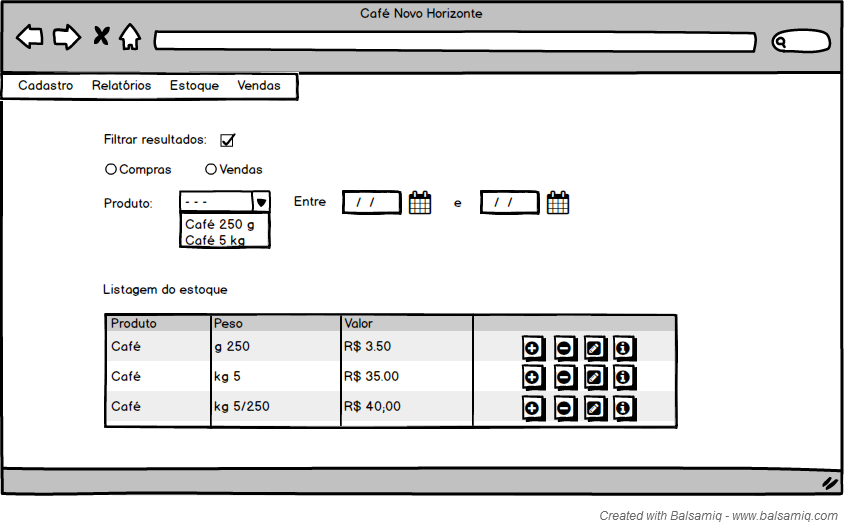 Café Novo Horizonte
Cadastro Relatórios Estoque Vendas
Filtrar resultados:
Compras Vendas
Produto: - - - Entre / / e / /
Café 250 g
Café 5 kg
Listagem do estoque
Produto Peso Valor
Café g 250 R$ 3.50
Café kg 5 R$ 35.00
Café kg 5/250 R$ 40,00
Created with Balsamiq - www.balsamiq.com